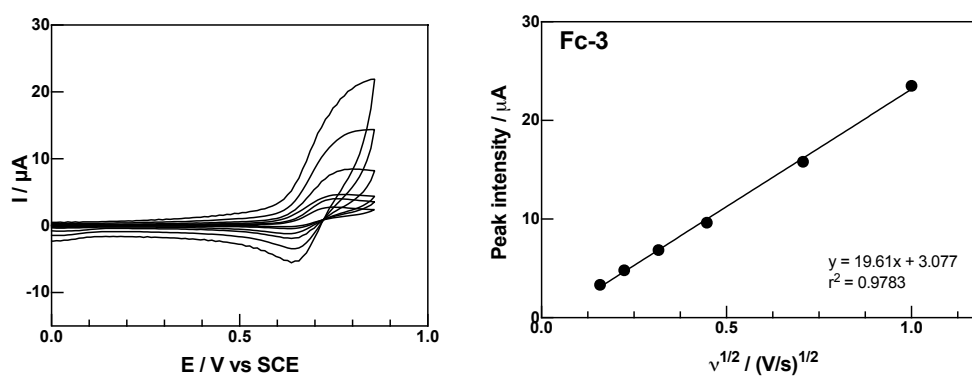 30
20
10
0
-10
0.0
0.5
1.0
I / µA
E / V vs SCE
Fc-3
30
20
10
0
0.0
0.5
1.0
Peak intensity / µA
y = 19.61x + 3.077
r² = 0.9783
ν¹/² / (V/s)¹/²